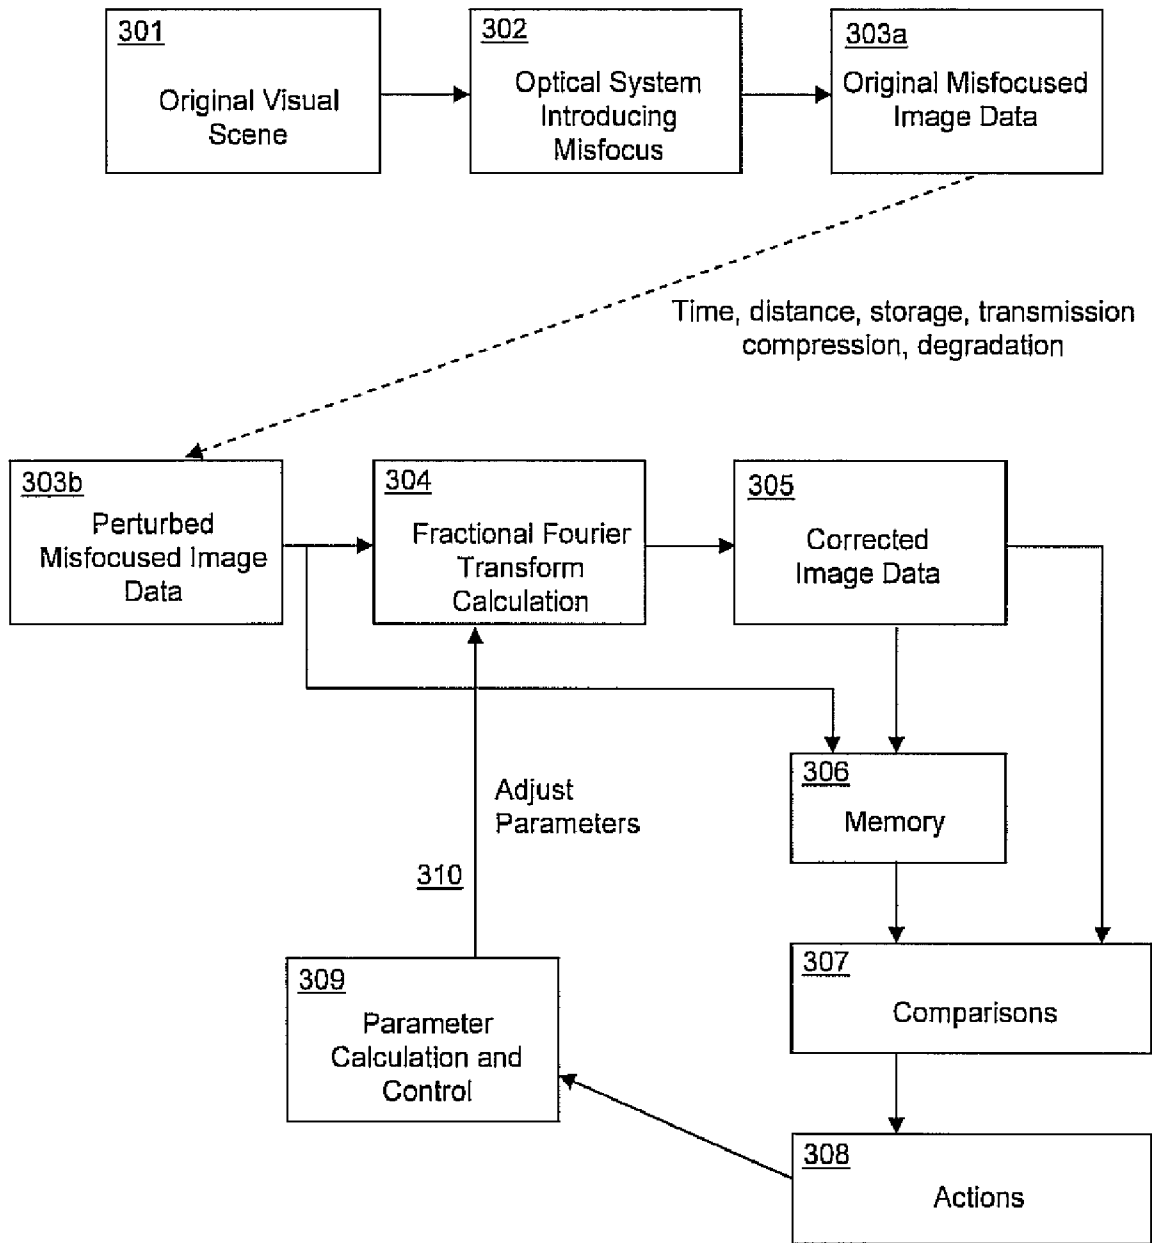 301
Original Visual
Scene
302
Optical System
Introducing
Misfocus
303a
Original Misfocused
Image Data
Time, distance, storage, transmission
compression, degradation
303b
Perturbed
Misfocused Image
Data
304
Fractional Fourier
Transform
Calculation
305
Corrected
Image Data
306
Memory
Adjust
Parameters
310
307
Comparisons
309
Parameter
Calculation and
Control
308
Actions